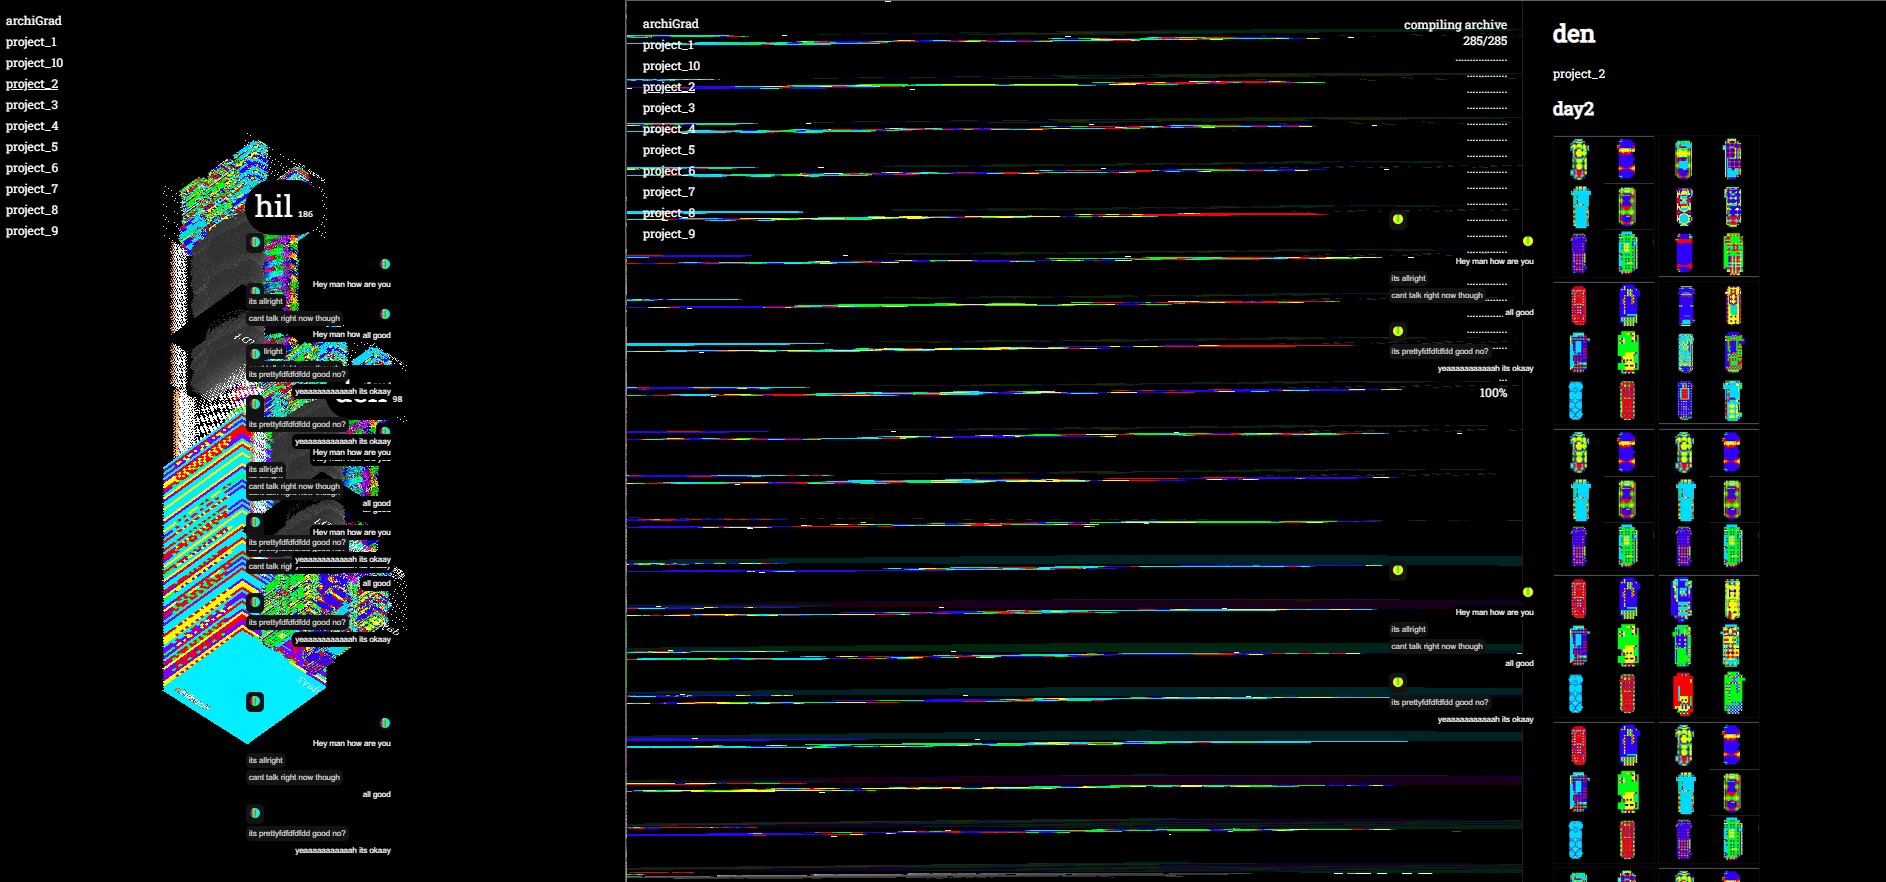 archiGrad
project_1
project_10
project_2
project_3
project_4
project_5
project_6
project_7
project_8
project_9
hil 186
Hey man how are you
its allright
cant talk right now though
Hey man how all good
llright
its prettyfdfdfdfdd good no?
yeaaaaaaaaaaah its okaay
98
its prettyfdfdfdfdd good no?
yeaaaaaaaaaaah its okaay
Hey man how are you
its allright
cant talk right now though
all good
Hey man how are you
its prettyfdfdfdfdd good no?
yeaaaaaaaaaaah its okaay
cant talk righ
all good
its prettyfdfdfdfdd good no?
yeaaaaaaaaaaah its okaay
Hey man how are you
its allright
cant talk right now though
all good
its prettyfdfdfdfdd good no?
yeaaaaaaaaaaah its okaay
archiGrad
project_1
project_10
project_2
project_3
project_4
project_5
project_6
project_7
project_8
project_9
compiling archive
285/285
Hey man how are you
its allright
cant talk right now though
all good
its prettyfdfdfdfdd good no?
yeaaaaaaaaaaah its okaay
...
100%
Hey man how are you
its allright
cant talk right now though
all good
its prettyfdfdfdfdd good no?
yeaaaaaaaaaaah its okaay
den
project_2
day2